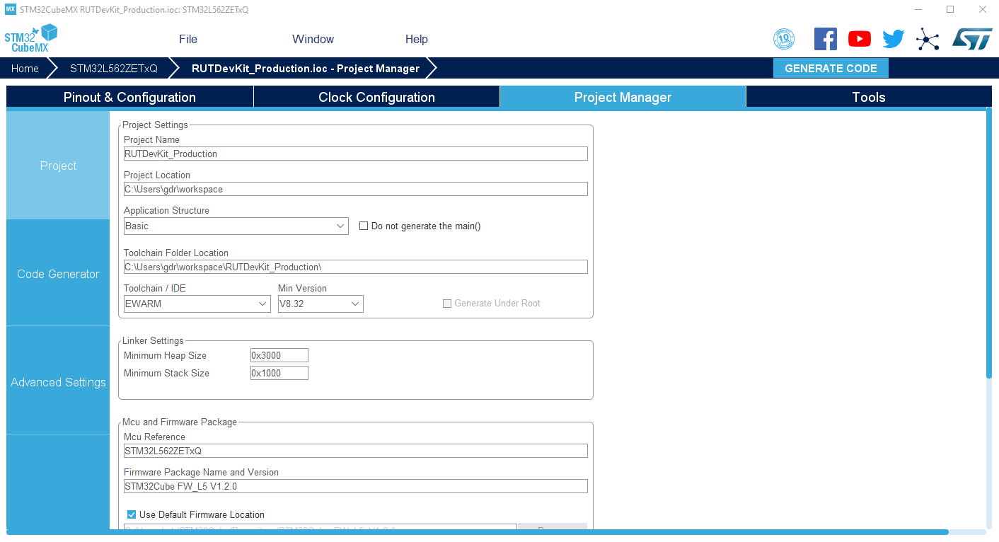 MX STM32CubeMX RUTDevKit_Production.ioc: STM32L562ZETxQ
STM32
CubeMX
File Window Help
10
ST
Home STM32L562ZETxQ RUTDevKit_Production.ioc - Project Manager GENERATE CODE
Pinout & Configuration Clock Configuration Project Manager Tools
Project
Code Generator
Advanced Settings
Project Settings
Project Name
RUTDevKit_Production
Project Location
C:\Users\gdr\workspace
Application Structure
Basic Do not generate the main()
Toolchain Folder Location
C:\Users\gdr\workspace\RUTDevKit_Production\
Toolchain / IDE Min Version
EWARM V8.32 Generate Under Root
Linker Settings
Minimum Heap Size 0x3000
Minimum Stack Size 0x1000
Mcu and Firmware Package
Mcu Reference
STM32L562ZETxQ
Firmware Package Name and Version
STM32Cube FW_L5 V1.2.0
Use Default Firmware Location